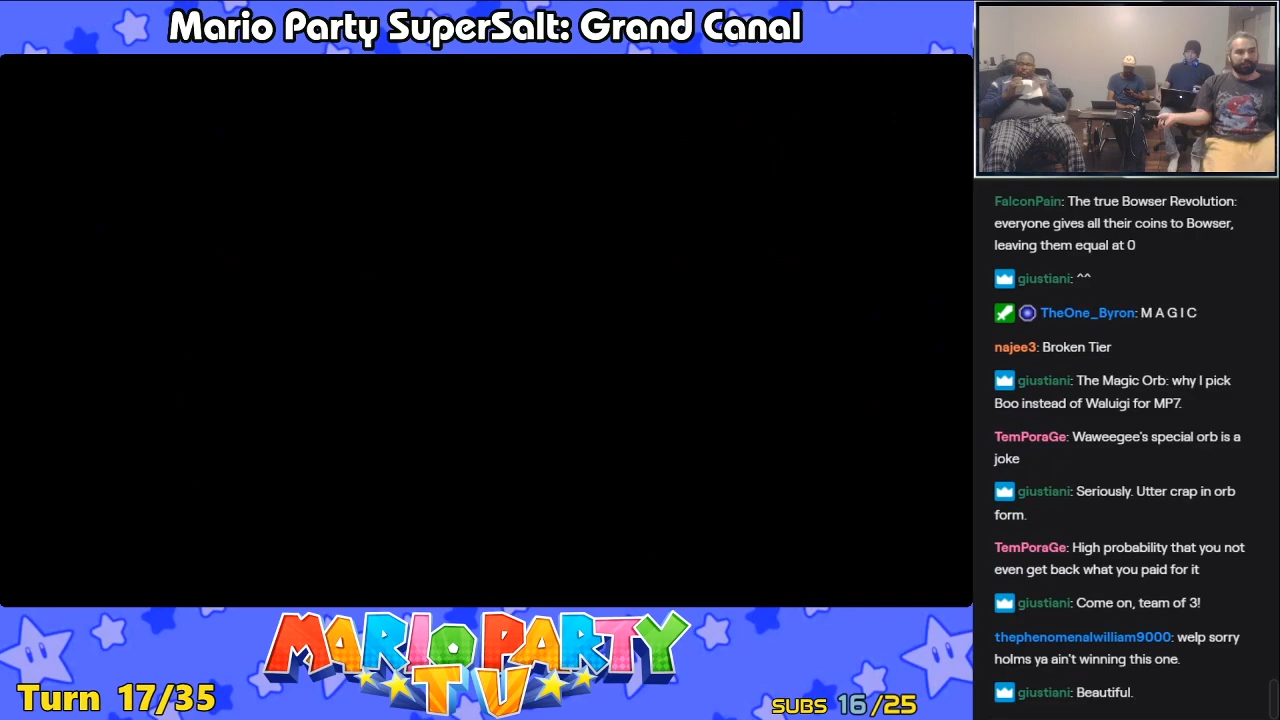 Mario Party SuperSalt: Grand Canal
FalconPain: The true Bowser Revolution:
everyone gives all their coins to Bowser,
leaving them equal at 0
giustiani: ^^
TheOne_Byron: M A G I C
najee3: Broken Tier
giustiani: The Magic Orb: why I pick
Boo instead of Waluigi for MP7.
TemPoraGe: Waweegee's special orb is a
joke
giustiani: Seriously. Utter crap in orb
form.
TemPoraGe: High probability that you not
even get back what you paid for it
giustiani: Come on, team of 3!
thephenomenalwilliam9000: welp sorry
holms ya ain't winning this one.
giustiani: Beautiful.
MARIO PARTY
TV
Turn 17/35
SUBS 16/25